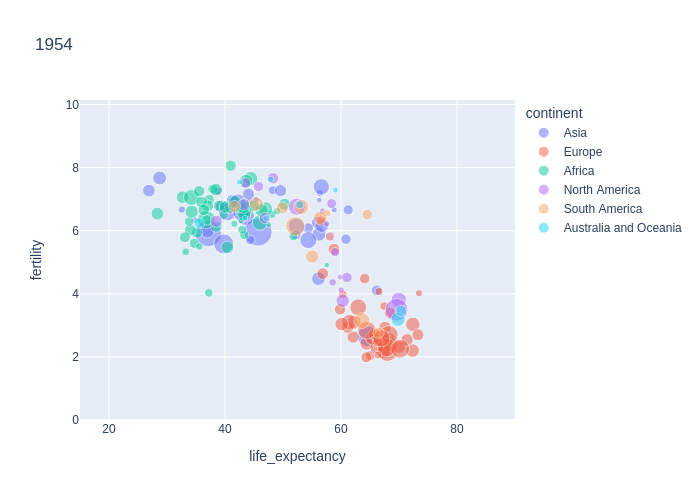 1954
continent
Asia
Europe
Africa
North America
South America
Australia and Oceania
fertility
10
8
6
4
2
0
20
40
60
80
life_expectancy